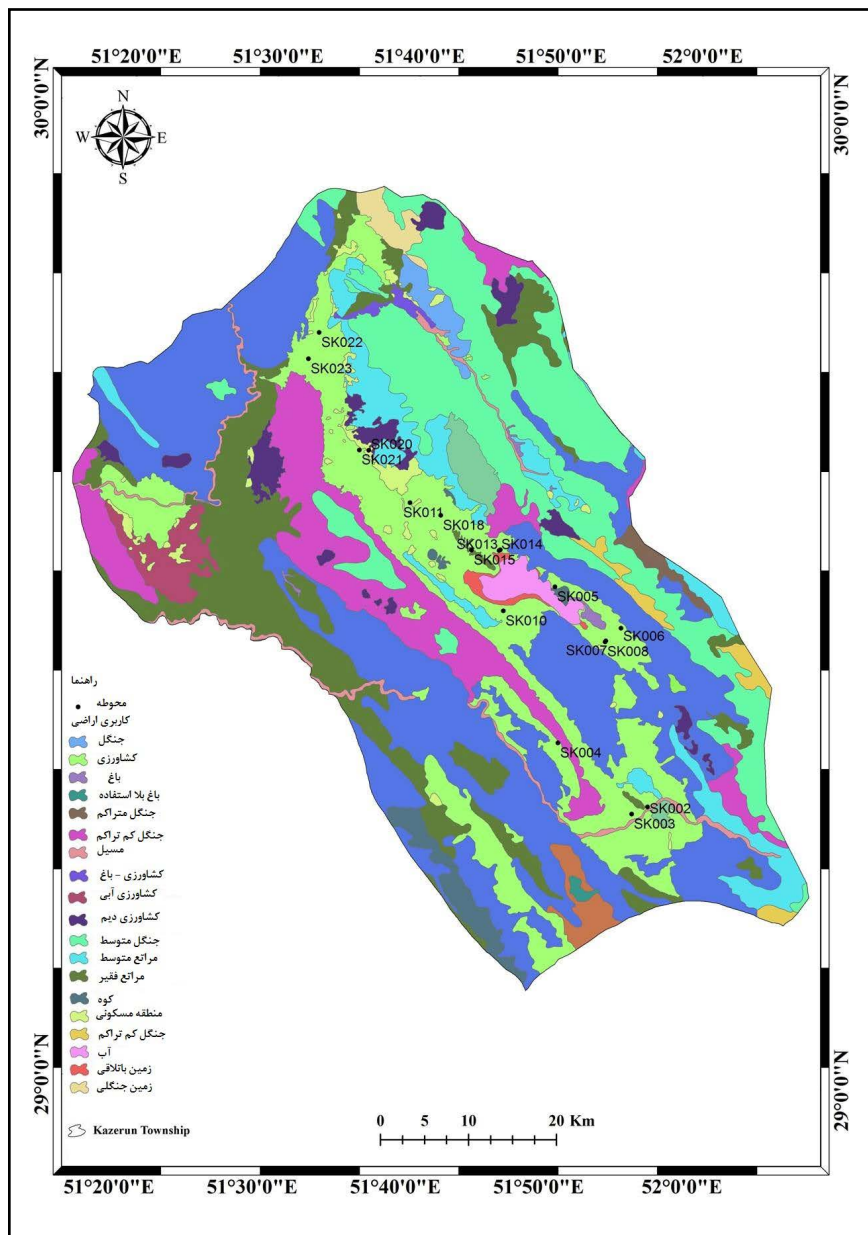 51°20'0"E 51°30'0"E 51°40'0"E 51°50'0"E 52°0'0"E
30°0'0"N
30°0'0"N
N
W E
S
SK022
SK023
SK020
SK021
SK011
SK018
SK013 SK014
SK015
SK005
SK010
SK006
SK007 SK008
SK004
SK002
SK003
راهنما
محوطه
کاربری اراضی
جنگل
کشاورزی
باغ
باغ بلا استفاده
جنگل متراکم
جنگل کم تراکم
مسیل
کشاورزی - باغ
کشاورزی آبی
کشاورزی دیم
جنگل متوسط
مراتع متوسط
مراتع فقیر
کوه
منطقه مسکونی
جنگل کم تراکم
آب
زمین باتلاقی
زمین جنگلی
Kazerun Township
29°0'0"N
29°0'0"N
0 5 10 20 Km
51°20'0"E 51°30'0"E 51°40'0"E 51°50'0"E 52°0'0"E